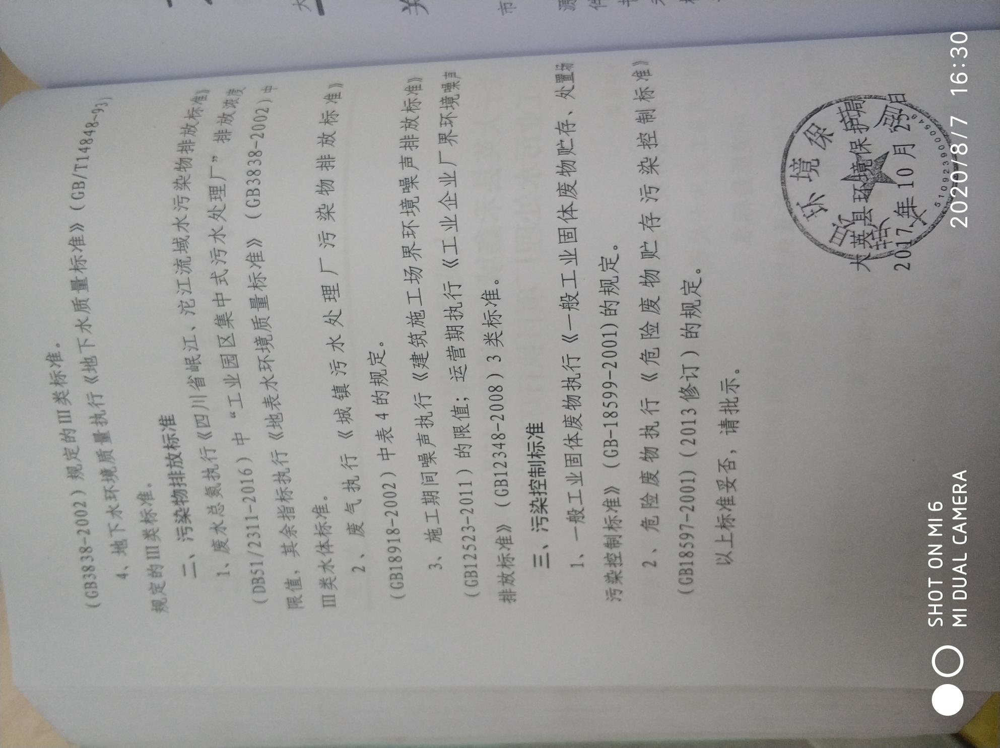 (GB3838-2002）规定的Ⅲ类标准。
4、地下水环境质量执行《地下水质量标准》（GB/T14848-93）
规定的Ⅲ类标准。
二、污染物排放标准
1、废水总氮执行《四川省岷江、沱江流域水污染物排放标准》
（DB51/2311-2016）中“工业园区集中式污水处理厂”排放浓度
限值，其余指标执行《地表水环境质量标准》（GB3838-2002）中
Ⅲ类水体标准。
2、废气执行《城镇污水处理厂污染物排放标准》
（GB18918-2002）中表4的规定。
3、施工期间噪声执行《建筑施工场界环境噪声排放标准》
（GB12523-2011）的限值；运营期执行《工业企业厂界环境噪声
排放标准》（GB12348-2008）3类标准。
三、污染控制标准
1、一般工业固体废物执行《一般工业固体废物贮存、处置场
污染控制标准》（GB-18599-2001)的规定。
2、危险废物执行《危险废物贮存污染控制标准》
(GB18597-2001)(2013修订)的规定。
以上标准妥否，请批示。
大英县环境保护局
2017年10月23日
县环境保
5109239000548
关
市
SHOT ON MI 6
MI DUAL CAMERA
2020/8/7 16:30